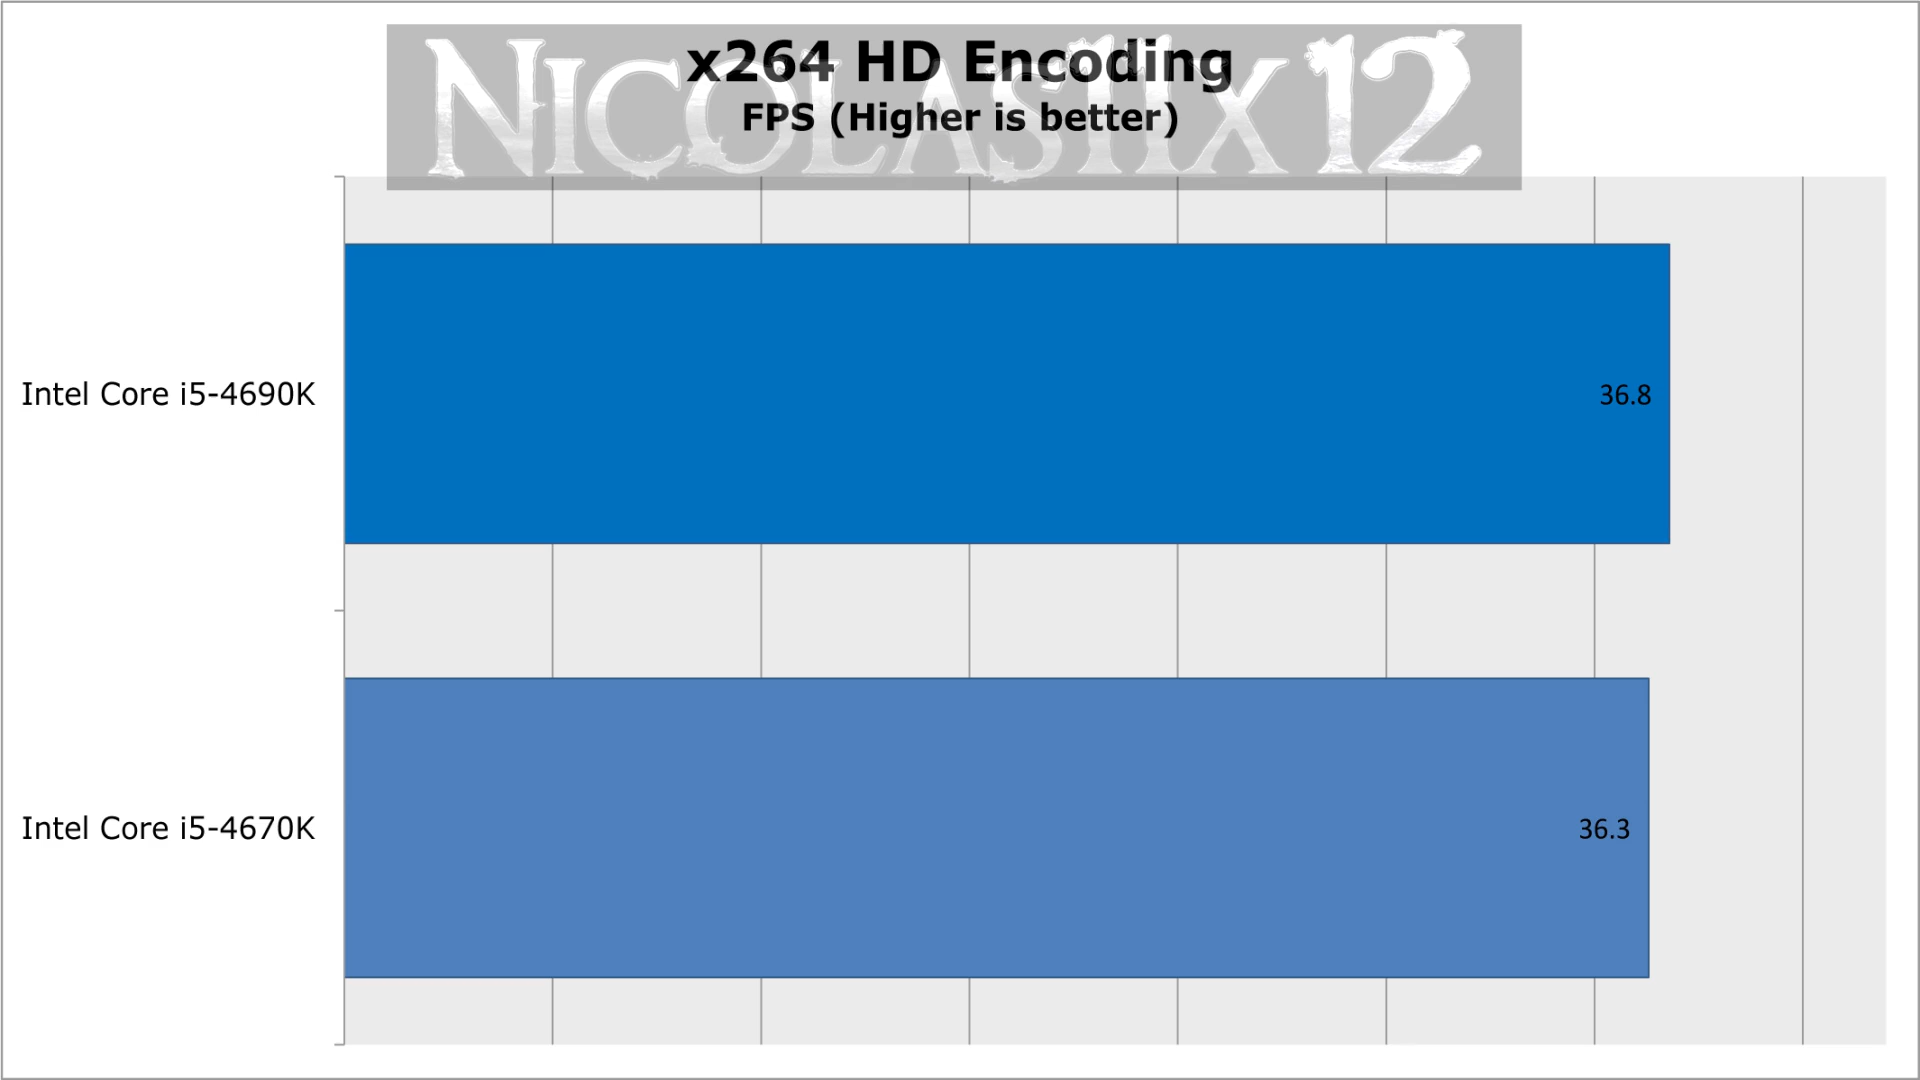 x264 HD Encoding
FPS (Higher is better)
Nicolas11x12
Intel Core i5-4690K
36.8
Intel Core i5-4670K
36.3